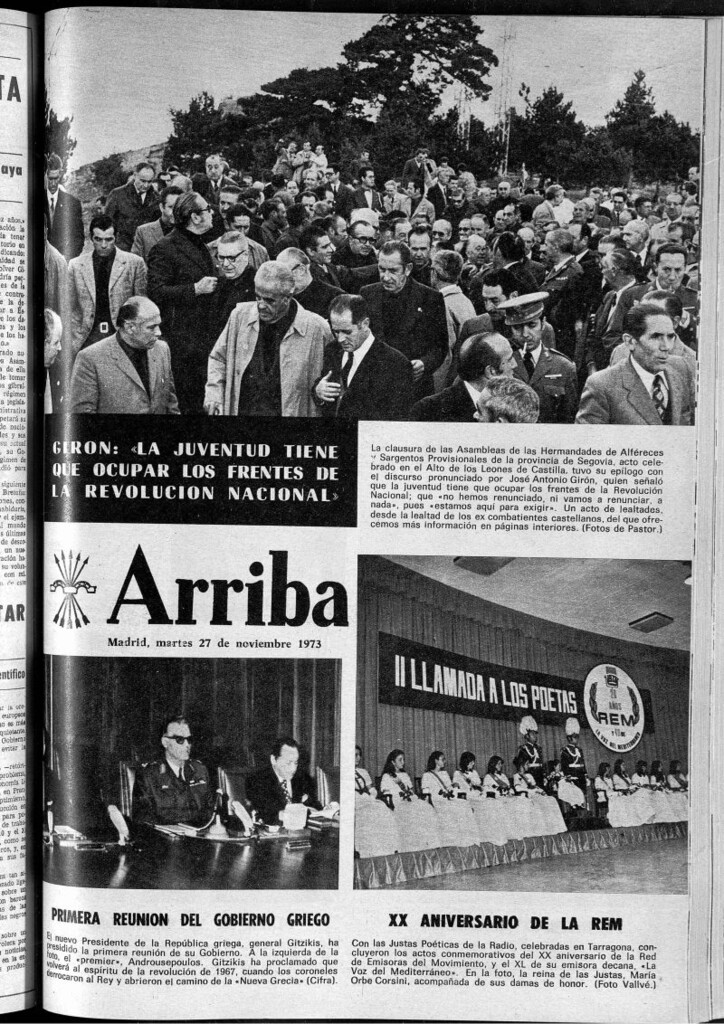 TA
aya
GIRON: «LA JUVENTUD TIENE
QUE OCUPAR LOS FRENTES DE
LA REVOLUCION NACIONAL»
La clausura de las Asambleas de las Hermandades de Alféreces
y Sargentos Provisionales de la provincia de Segovia, acto cele-
brado en el Alto de los Leones de Castilla, tuvo su epílogo con
el discurso pronunciado por José Antonio Girón, quien señaló
que la juventud tiene que ocupar los frentes de la Revolución
Nacional; que «no hemos renunciado, ni vamos a renunciar, a
nada», pues «estamos aquí para exigir». Un acto de lealtades,
desde la lealtad de los ex combatientes castellanos, del que ofre-
cemos más información en páginas interiores. (Fotos de Pastor.)
Arriba
Madrid, martes 27 de noviembre 1973
TAR
entífico
II LLAMADA A LOS POETAS
20
AÑOS
REM
LA VOZ DEL MEDITERRANEO
PRIMERA REUNION DEL GOBIERNO GRIEGO
El nuevo Presidente de la República griega, general Gitzikis, ha
presidido la primera reunión de su Gobierno. A la izquierda de la
foto, el «premier», Androusepoulos. Gitzikis ha proclamado que
volverá al espíritu de la revolución de 1967, cuando los coroneles
derrocaron al Rey y abrieron el camino de la «Nueva Grecia» (Cifra).
XX ANIVERSARIO DE LA REM
Con las Justas Poéticas de la Radio, celebradas en Tarragona, con-
cluyeron los actos conmemorativos del XX aniversario de la Red
de Emisoras del Movimiento, y el XL de su emisora decana, «La
Voz del Mediterráneo». En la foto, la reina de las Justas, María
Orbe Corsini, acompañada de sus damas de honor. (Foto Vallvé.)